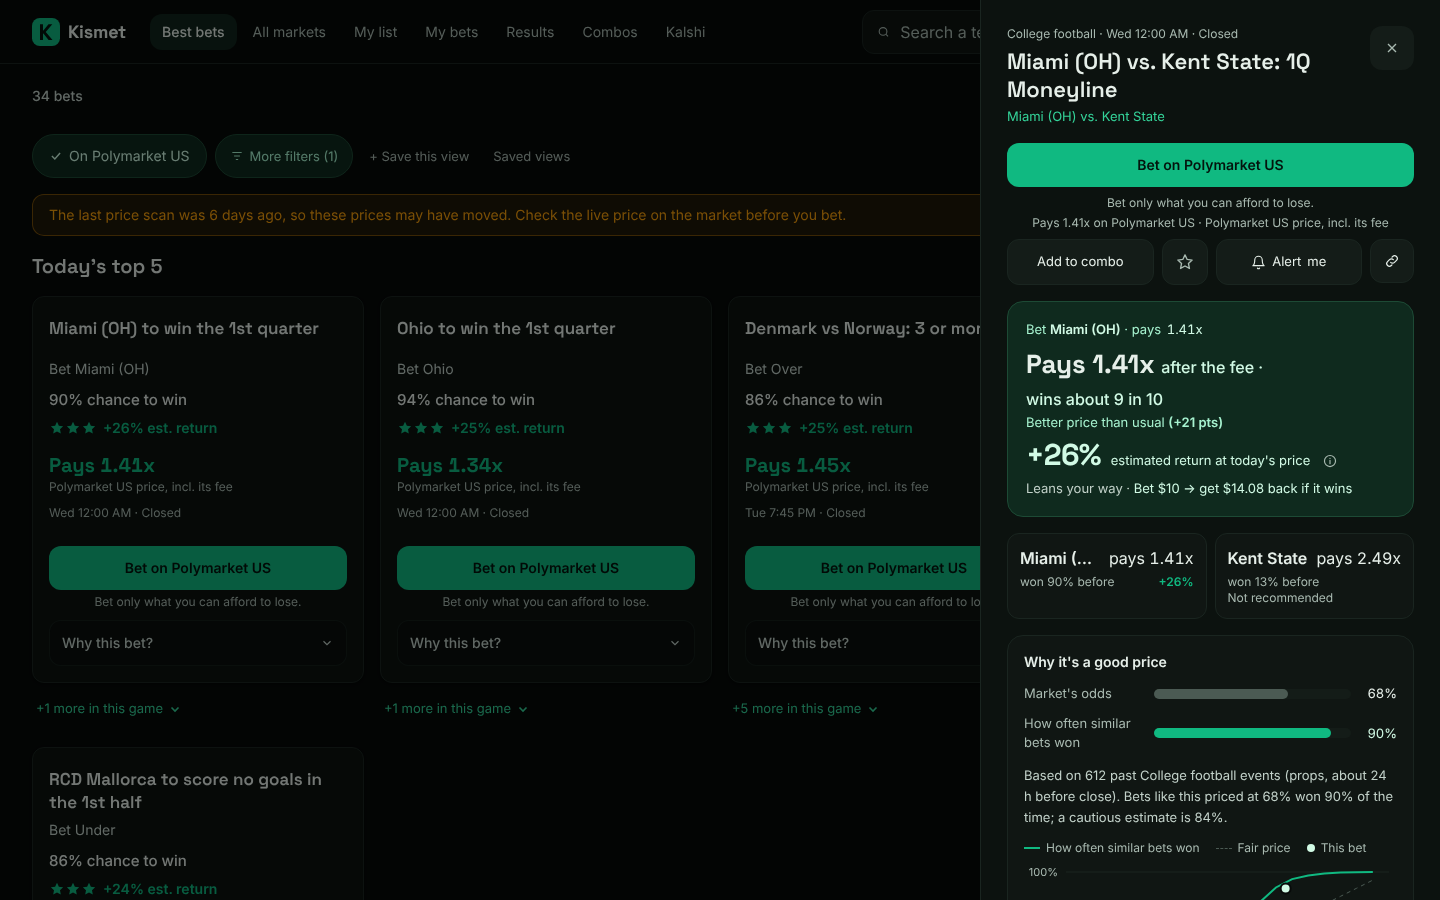 Kismet
Best bets
All markets
My list
My bets
Results
Combos
Kalshi
Search a te
34 bets
On Polymarket US
More filters (1)
+ Save this view
Saved views
The last price scan was 6 days ago, so these prices may have moved. Check the live price on the market before you bet.
Today's top 5
Miami (OH) to win the 1st quarter
Bet Miami (OH)
90% chance to win
★★★ +26% est. return
Pays 1.41x
Polymarket US price, incl. its fee
Wed 12:00 AM · Closed
Bet on Polymarket US
Bet only what you can afford to lose.
Why this bet?
+1 more in this game
Ohio to win the 1st quarter
Bet Ohio
94% chance to win
★★★ +25% est. return
Pays 1.34x
Polymarket US price, incl. its fee
Wed 12:00 AM · Closed
Bet on Polymarket US
Bet only what you can afford to lose.
Why this bet?
+1 more in this game
Denmark vs Norway: 3 or mor
Bet Over
86% chance to win
★★★ +25% est. return
Pays 1.45x
Polymarket US price, incl. its fee
Tue 7:45 PM · Closed
Bet on Polymarket US
Bet only what you can afford to lo
Why this bet?
+5 more in this game
RCD Mallorca to score no goals in
the 1st half
Bet Under
86% chance to win
★★★ +24% est. return
College football · Wed 12:00 AM · Closed
Miami (OH) vs. Kent State: 1Q
Moneyline
Miami (OH) vs. Kent State
Bet on Polymarket US
Bet only what you can afford to lose.
Pays 1.41x on Polymarket US · Polymarket US price, incl. its fee
Add to combo
Alert me
Bet Miami (OH) · pays 1.41x
Pays 1.41x after the fee ·
wins about 9 in 10
Better price than usual (+21 pts)
+26% estimated return at today's price
Leans your way · Bet $10 → get $14.08 back if it wins
Miami (... pays 1.41x
won 90% before +26%
Kent State pays 2.49x
won 13% before
Not recommended
Why it's a good price
Market's odds 68%
How often similar
bets won 90%
Based on 612 past College football events (props, about 24
h before close). Bets like this priced at 68% won 90% of the
time; a cautious estimate is 84%.
How often similar bets won
Fair price
This bet
100%